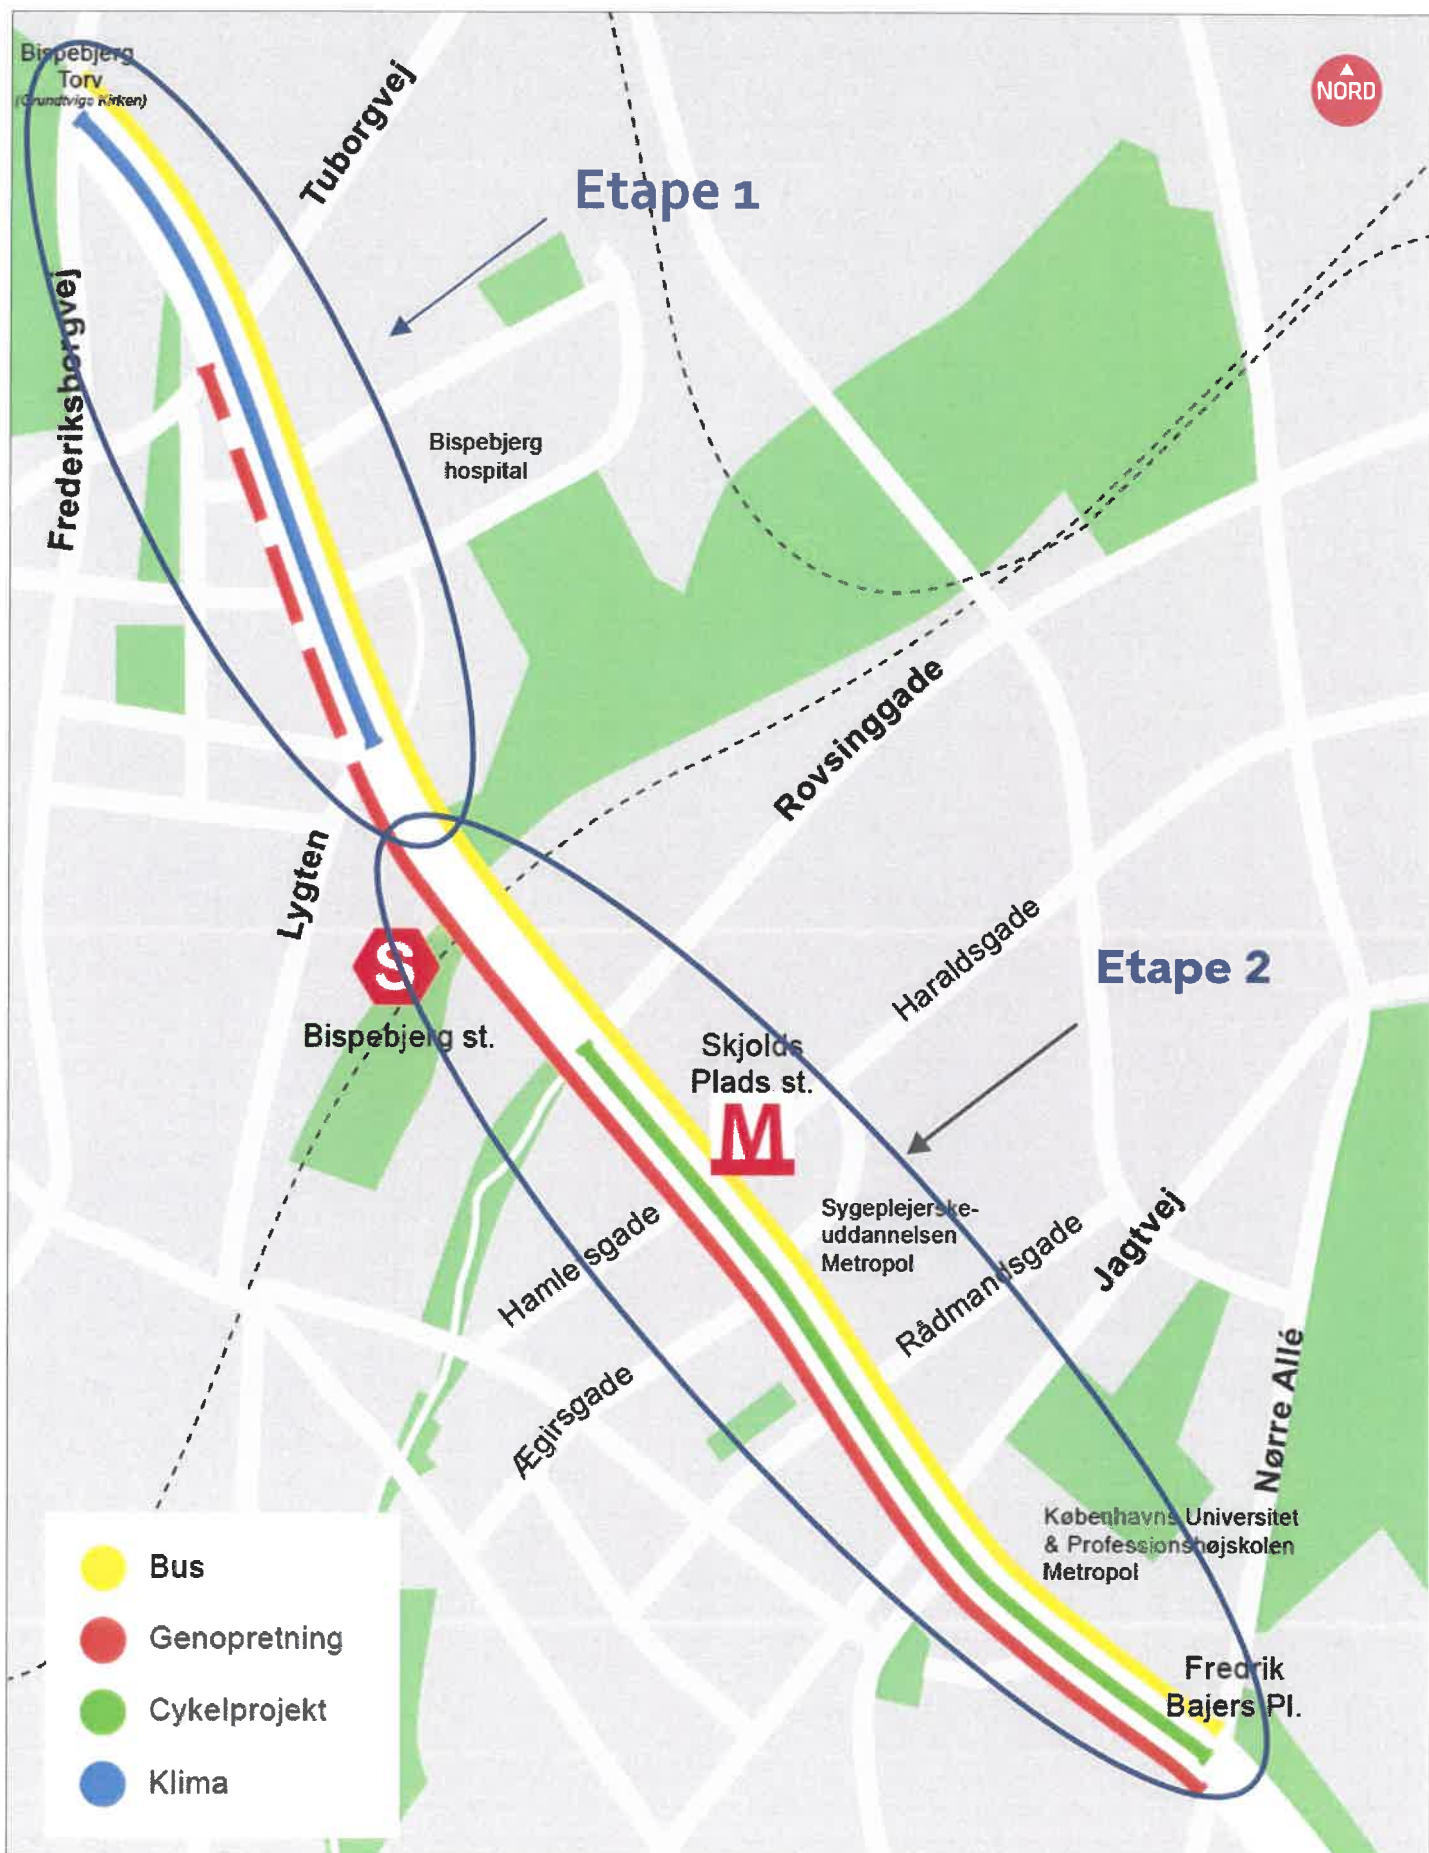 Bispebjerg
Torv
(Grundtvigs Kirken)
NORD
Tuborgvej
Etape 1
Frederiksborgvej
Bispebjerg
hospital
Rovsinggade
Lygten
Haraldsgade
Etape 2
S
Bispebjerg st.
Skjolds
Plads st.
M
Sygeplejerske-
uddannelsen
Metropol
Hamletsgade
Rådmandsgade
Jagtvej
Ægirsgade
Nørre Allé
Københavns Universitet
& Professionshøjskolen
Metropol
Fredrik
Bajers Pl.
Bus
Genopretning
Cykelprojekt
Klima